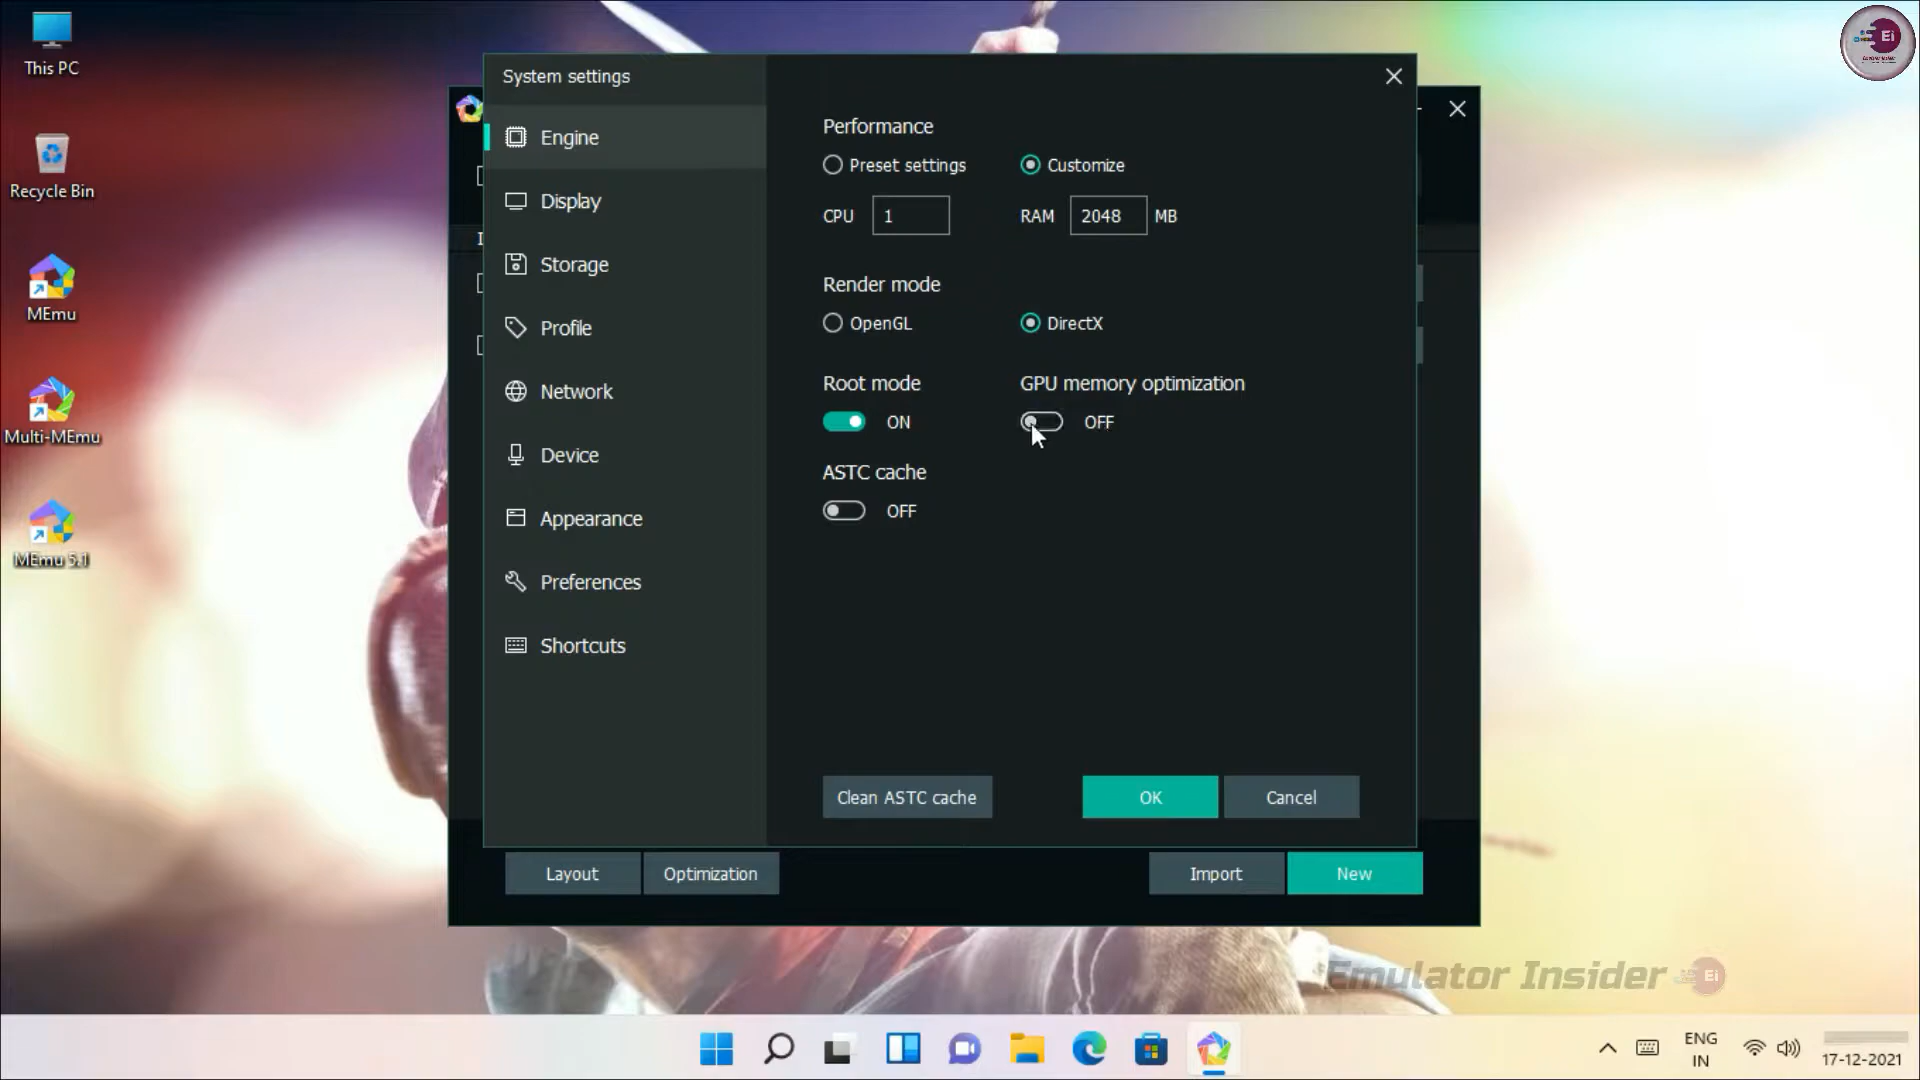 This PC
Recycle Bin
MEmu
Multi-MEmu
MEmu 5.1
System settings
Engine
Display
Storage
Profile
Network
Device
Appearance
Preferences
Shortcuts
Performance
Preset settings
Customize
CPU
1
RAM
2048
MB
Render mode
OpenGL
DirectX
Root mode
GPU memory optimization
ON
OFF
ASTC cache
OFF
Clean ASTC cache
OK
Cancel
Layout
Optimization
Import
New
Emulator Insider
Ei
Ei
ENG
IN
17-12-2021